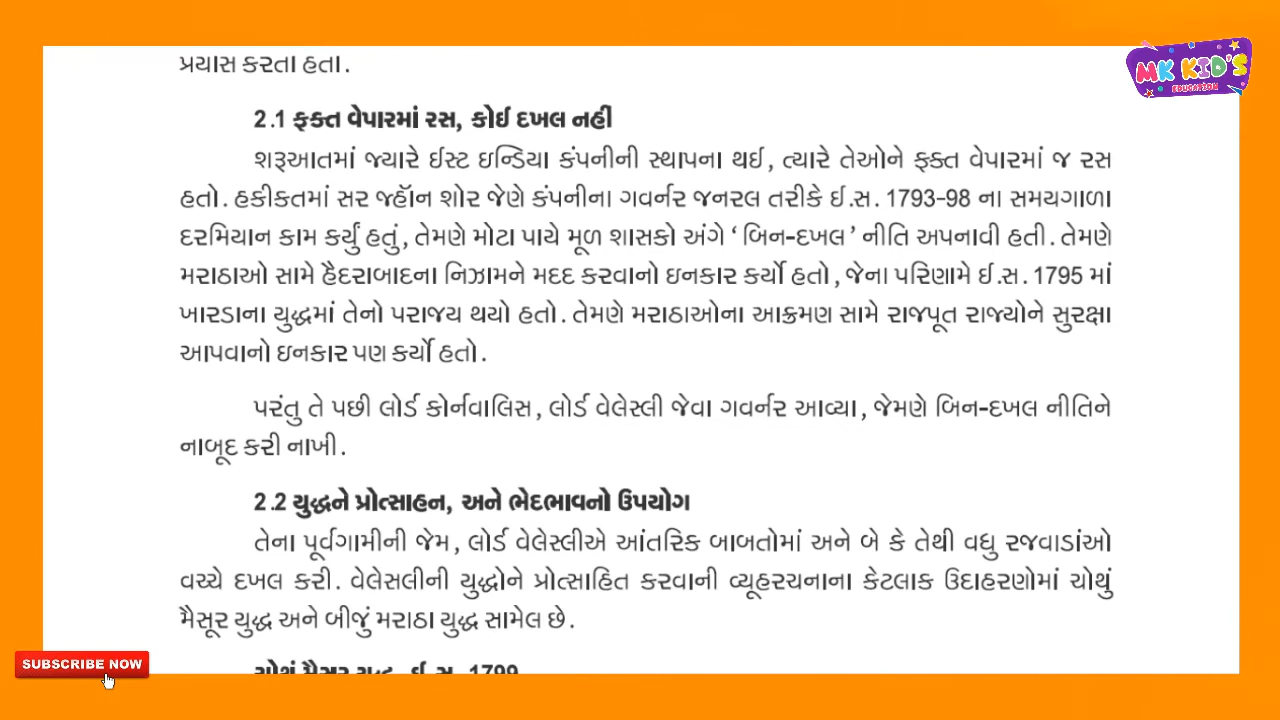 પ્રયાસ કરતા હતા.
MK KID'S
EDUCATION
2.1 ફક્ત વેપારમાં રસ, કોઈ દખલ નહીં
શરૂઆતમાં જ્યારે ઈસ્ટ ઇન્ડિયા કંપનીની સ્થાપના થઈ, ત્યારે તેઓને ફક્ત વેપારમાં જ રસ
હતો. હકીકતમાં સર જ્હૉન શોર જેણે કંપનીના ગવર્નર જનરલ તરીકે ઈ.સ. 1793-98 ના સમયગાળા
દરમિયાન કામ કર્યું હતું, તેમણે મોટા પાયે મૂળ શાસકો અંગે ‘બિન-દખલ’ નીતિ અપનાવી હતી. તેમણે
મરાઠાઓ સામે હૈદરાબાદના નિઝામને મદદ કરવાનો ઇનકાર કર્યો હતો, જેના પરિણામે ઈ.સ. 1795 માં
ખારડાના યુદ્ધમાં તેનો પરાજય થયો હતો. તેમણે મરાઠાઓના આક્રમણ સામે રાજપૂત રાજ્યોને સુરક્ષા
આપવાનો ઇનકાર પણ કર્યો હતો.
પરંતુ તે પછી લોર્ડ કોર્નવાલિસ, લોર્ડ વેલેસ્લી જેવા ગવર્નર આવ્યા, જેમણે બિન-દખલ નીતિને
નાબૂદ કરી નાખી.
2.2 યુદ્ધને પ્રોત્સાહન, અને ભેદભાવનો ઉપયોગ
તેના પૂર્વગામીની જેમ, લોર્ડ વેલેસ્લીએ આંતરિક બાબતોમાં અને બે કે તેથી વધુ રજવાડાંઓ
વચ્ચે દખલ કરી. વેલેસલીની યુદ્ધોને પ્રોત્સાહિત કરવાની વ્યૂહરચનાના કેટલાક ઉદાહરણોમાં ચોથું
મૈસૂર યુદ્ધ અને બીજું મરાઠા યુદ્ધ સામેલ છે.
ચોથું મૈસૂર યુદ્ધ, ઈ.સ. 1799
SUBSCRIBE NOW